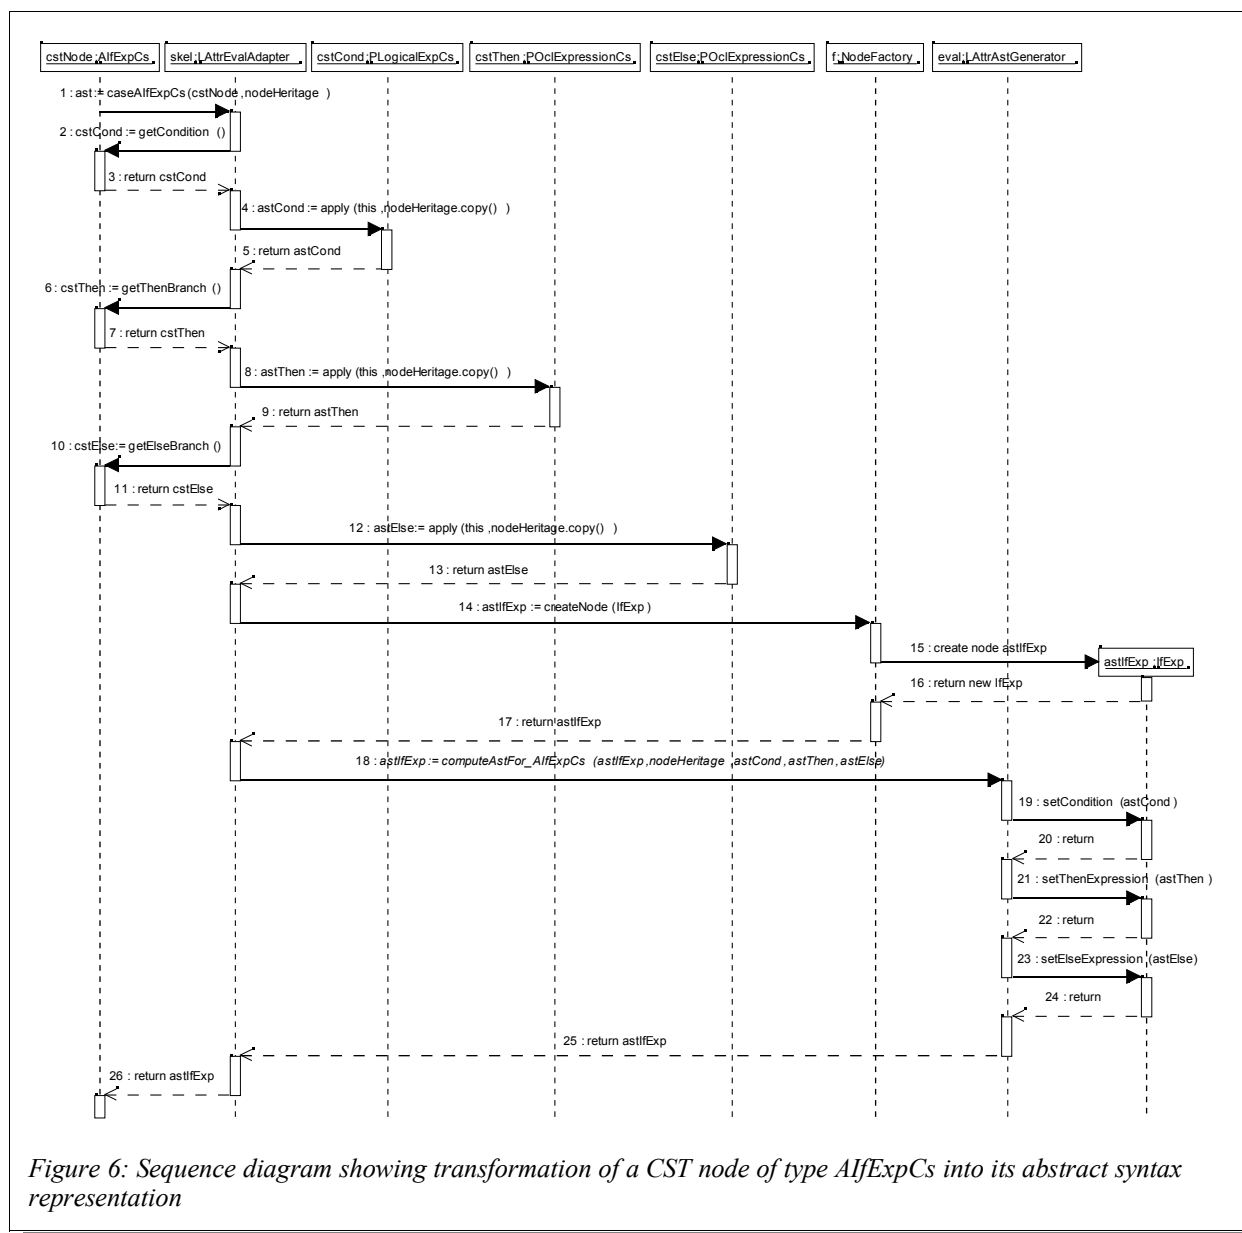 cstNode :AIfExpCs
skel:LAttrEvalAdapter
cstCond:PLogicalExpCs
cstThen :POclExpressionCs
cstElse:POclExpressionCs
f:NodeFactory
eval:LAttrAstGenerator
1 : ast := caseAIfExpCs (cstNode ,nodeHeritage )
2 : cstCond := getCondition ()
3 : return cstCond
4 : astCond := apply (this ,nodeHeritage.copy() )
5 : return astCond
6 : cstThen := getThenBranch ()
7 : return cstThen
8 : astThen := apply (this ,nodeHeritage.copy() )
9 : return astThen
10 : cstElse:= getElseBranch ()
11 : return cstElse
12 : astElse:= apply (this ,nodeHeritage.copy() )
13 : return astElse
14 : astIfExp := createNode (IfExp )
15 : create node astIfExp
astIfExp :IfExp
16 : return new IfExp
17 : return astIfExp
18 : astIfExp := computeAstFor_AIfExpCs (astIfExp ,nodeHeritage ,astCond , astThen , astElse)
19 : setCondition (astCond )
20 : return
21 : setThenExpression (astThen )
22 : return
23 : setElseExpression (astElse)
24 : return
25 : return astIfExp
26 : return astIfExp
Figure 6: Sequence diagram showing transformation of a CST node of type AIfExpCs into its abstract syntax
representation